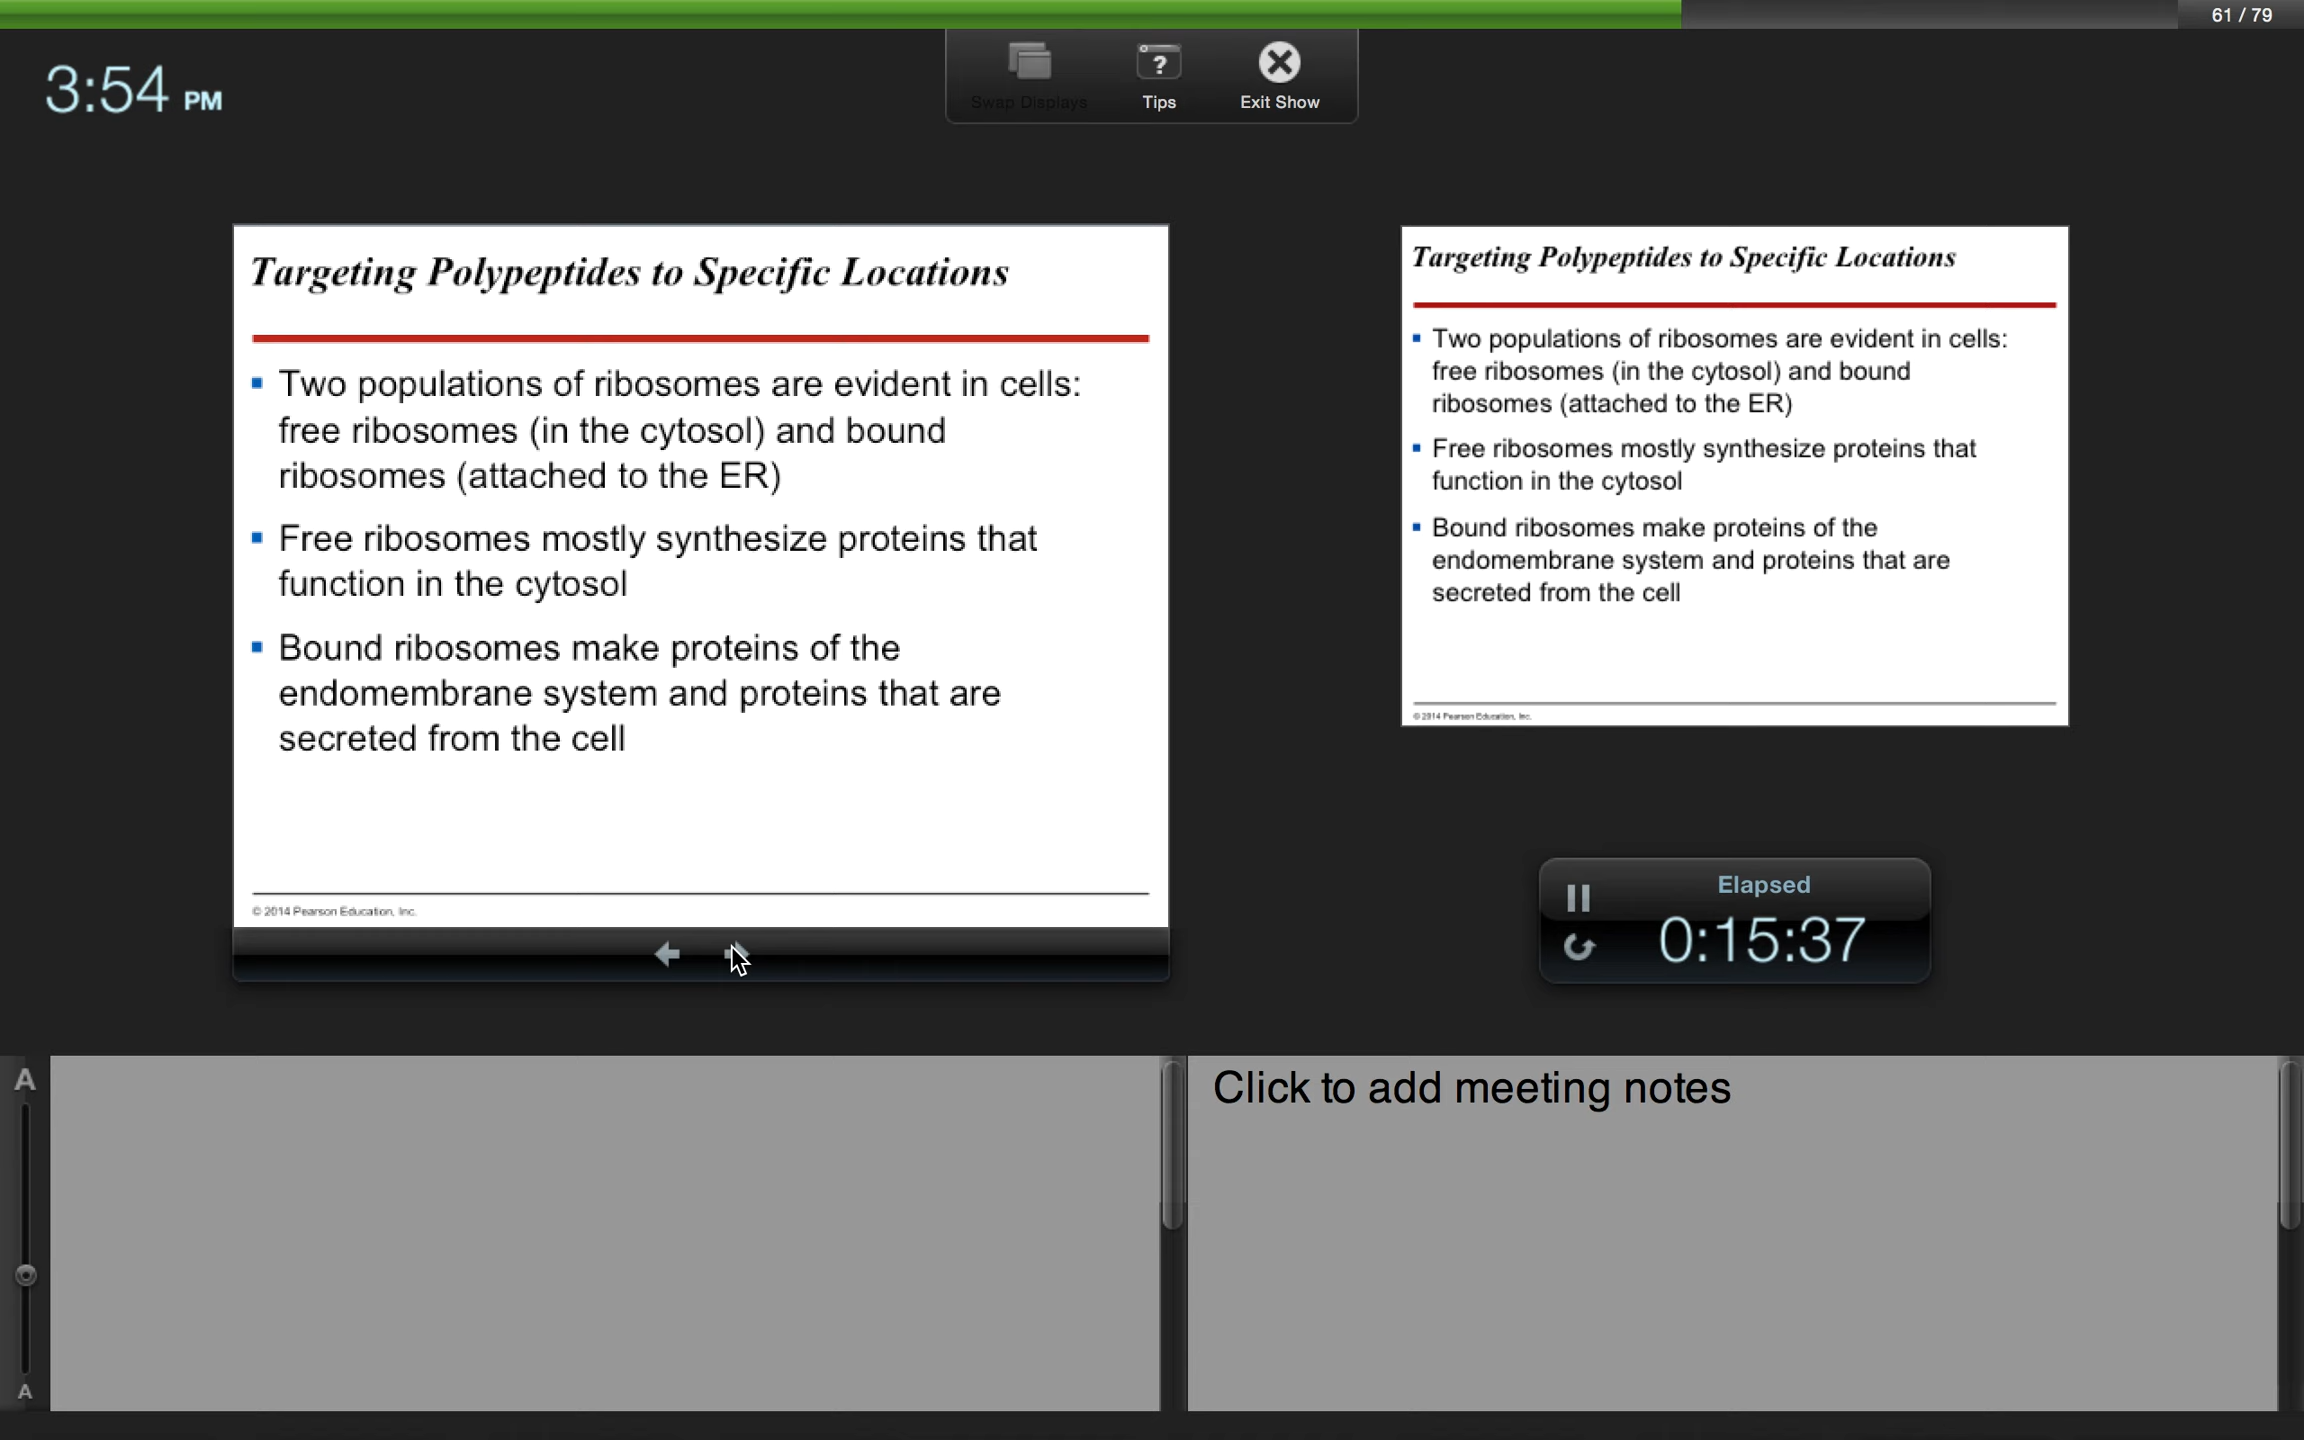 61 / 79
3:54 PM
Swap Displays
Tips
Exit Show
Targeting Polypeptides to Specific Locations
Two populations of ribosomes are evident in cells:
free ribosomes (in the cytosol) and bound
ribosomes (attached to the ER)
Free ribosomes mostly synthesize proteins that
function in the cytosol
Bound ribosomes make proteins of the
endomembrane system and proteins that are
secreted from the cell
© 2014 Pearson Education, Inc.
Targeting Polypeptides to Specific Locations
Two populations of ribosomes are evident in cells:
free ribosomes (in the cytosol) and bound
ribosomes (attached to the ER)
Free ribosomes mostly synthesize proteins that
function in the cytosol
Bound ribosomes make proteins of the
endomembrane system and proteins that are
secreted from the cell
© 2014 Pearson Education, Inc.
Elapsed
0:15:37
A
A
Click to add meeting notes